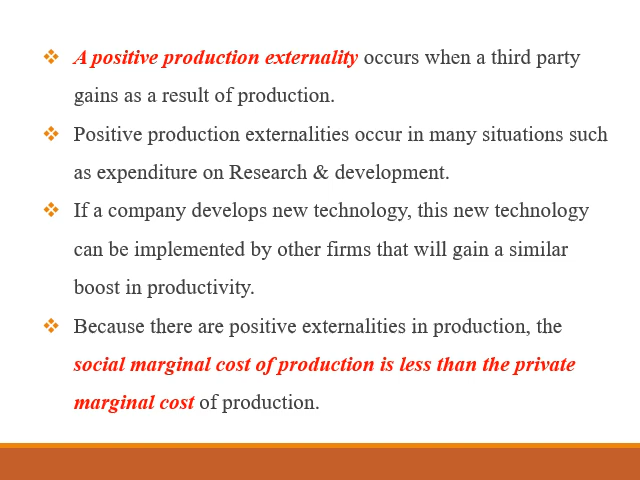 ❖ A positive production externality occurs when a third party
gains as a result of production.
❖ Positive production externalities occur in many situations such
as expenditure on Research & development.
❖ If a company develops new technology, this new technology
can be implemented by other firms that will gain a similar
boost in productivity.
❖ Because there are positive externalities in production, the
social marginal cost of production is less than the private
marginal cost of production.